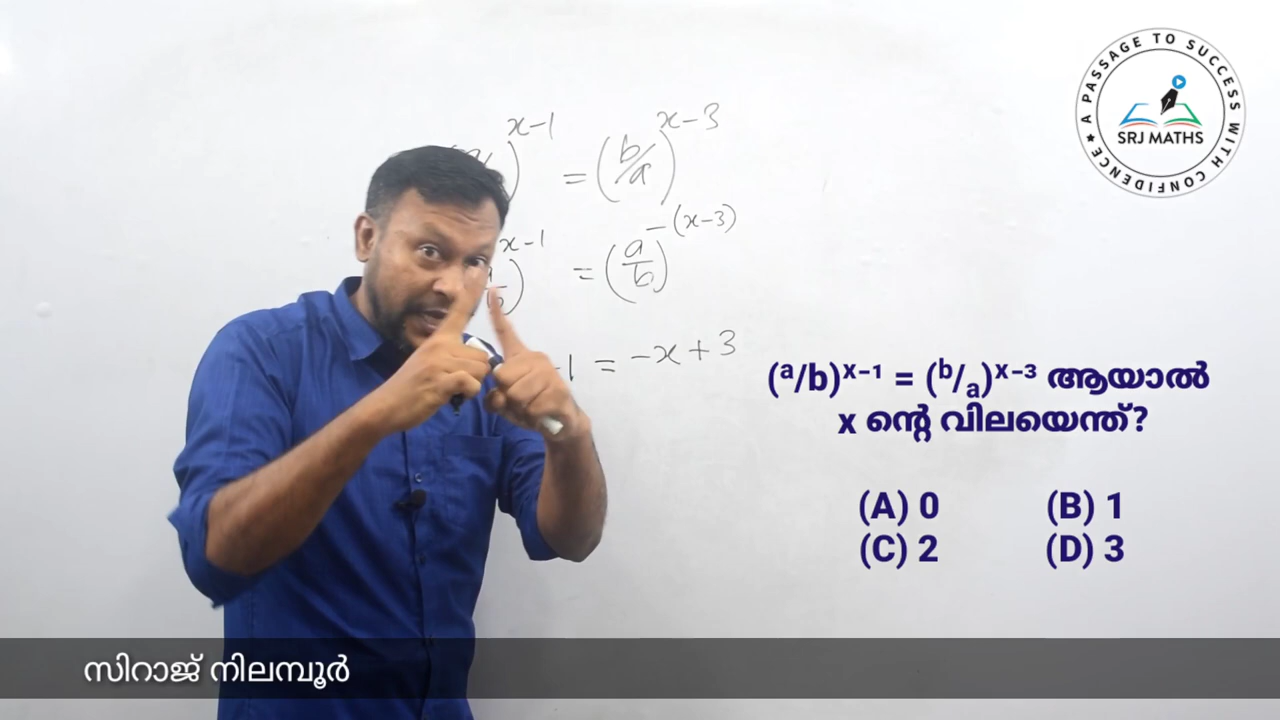 A PASSAGE TO SUCCESS WITH CONFIDENCE ★
SRJ MATHS
x-1 = (b/a)^x-3
x-1 = (a/b)^-(x-3)
-1 = -x+3
(a/b)^x-1 = (b/a)^x-3 ആയാൽ
x ന്റെ വിലയെന്ത്?
(A) 0 (B) 1
(C) 2 (D) 3
സിറാജ് നിലമ്പൂർ